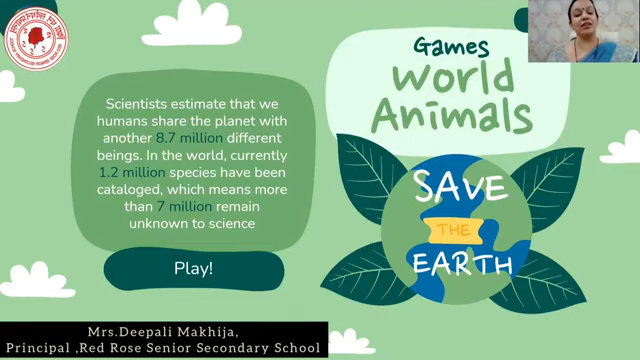 Games
World
Animals
Scientists estimate that we
humans share the planet with
another 8.7 million different
beings. In the world, currently
1.2 million species have been
cataloged, which means more
than 7 million remain
unknown to science
Play!
SAVE
THE
EARTH
Mrs.Deepali Makhija,
Principal ,Red Rose Senior Secondary School